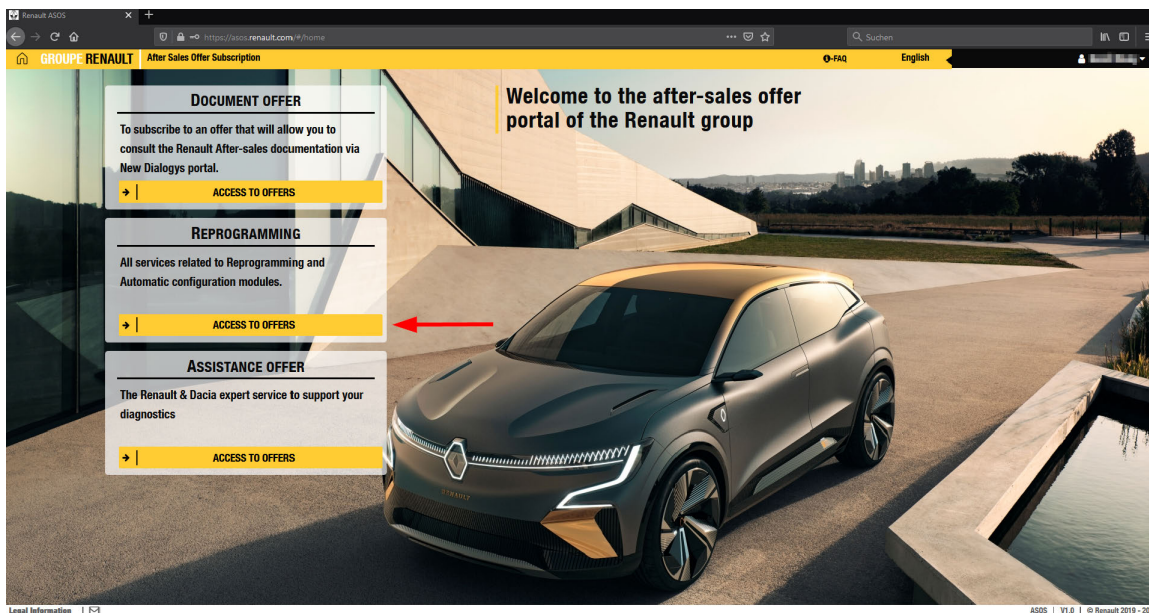 Renault ASOS
https://asos.renault.com/#/home
Suchen
GROUPE RENAULT After Sales Offer Subscription
FAQ
English
DOCUMENT OFFER
To subscribe to an offer that will allow you to
consult the Renault After-sales documentation via
New Dialogys portal.
ACCESS TO OFFERS
REPROGRAMMING
All services related to Reprogramming and
Automatic configuration modules.
ACCESS TO OFFERS
ASSISTANCE OFFER
The Renault & Dacia expert service to support your
diagnostics
ACCESS TO OFFERS
Welcome to the after-sales offer
portal of the Renault group
RENAULT
Legal Information
ASOS | V1.0 | © Renault 2019 - 20